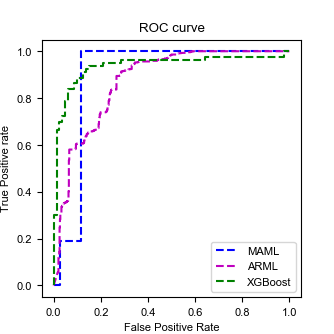 ROC curve
True Positive rate
1.0
0.8
0.6
0.4
0.2
0.0
MAML
ARML
XGBoost
0.0 0.2 0.4 0.6 0.8 1.0
False Positive Rate